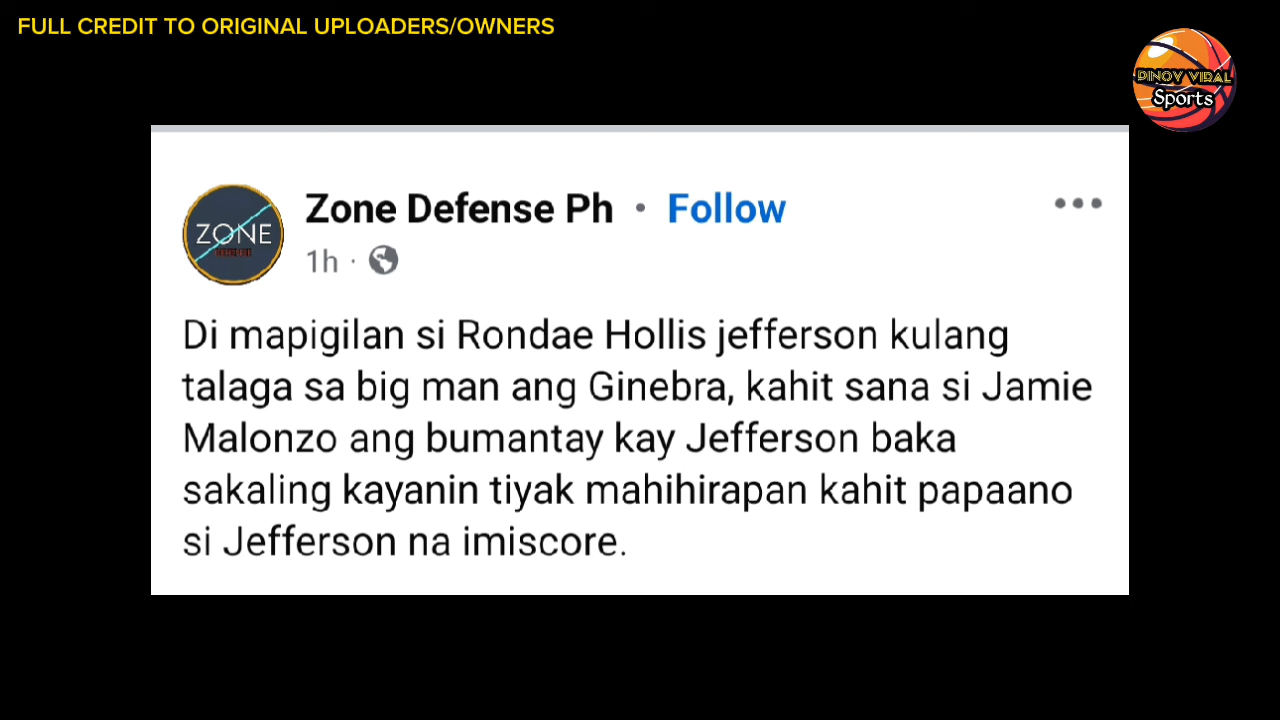 FULL CREDIT TO ORIGINAL UPLOADERS/OWNERS
PINOY VIRAL
Sports
Zone Defense Ph • Follow
ZONE
1h ·
Di mapigilan si Rondae Hollis jefferson kulang
talaga sa big man ang Ginebra, kahit sana si Jamie
Malonzo ang bumantay kay Jefferson baka
sakaling kayanin tiyak mahihirapan kahit papaano
si Jefferson na imiscore.